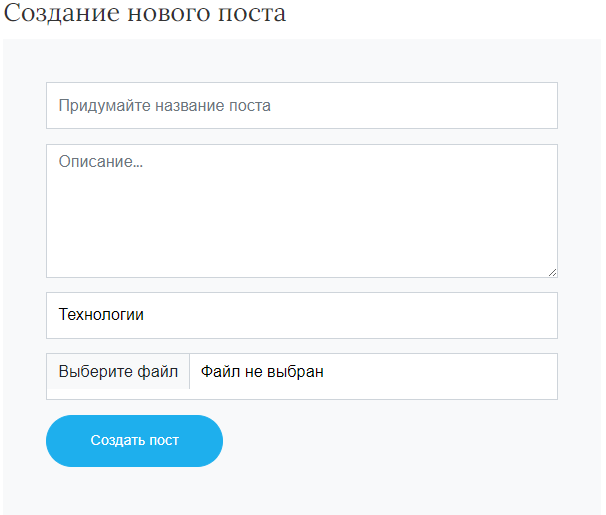 Создание нового поста
Придумайте название поста
Описание...
Технологии
Выберите файл Файл не выбран
Создать пост